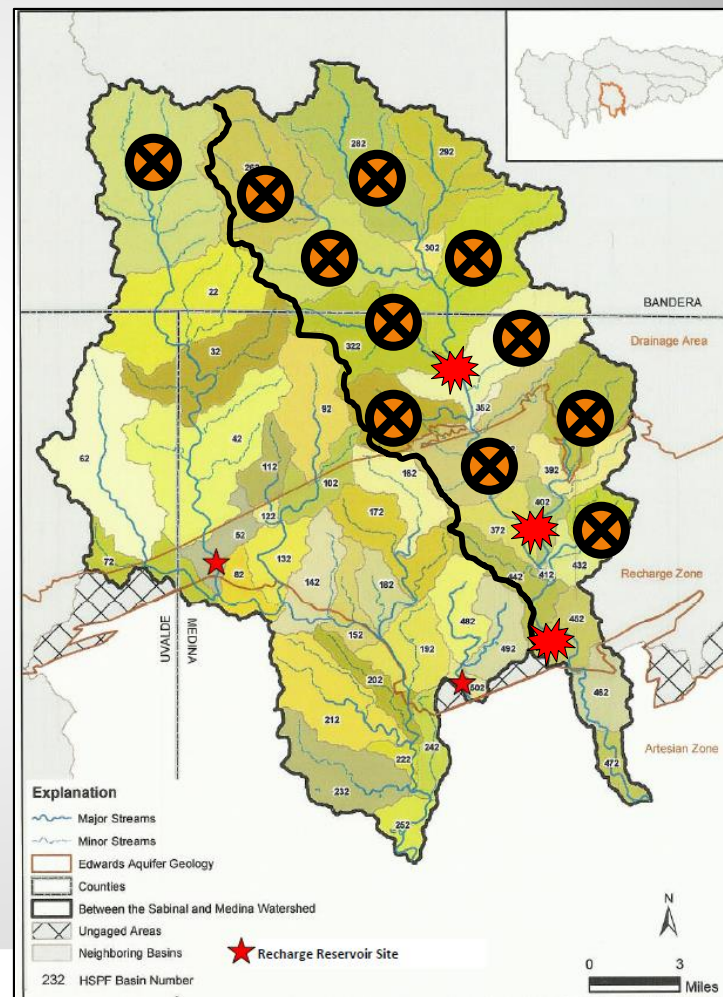 282
292
262
302
BANDERA
22
Drainage Area
322
32
352
92
42
62
112
162
392
102
402
122
172
372
52
72
132
432
82
142
182
442
412
Recharge Zone
482
452
UVALDE
MEDINA
152
192
492
202
502
462
212
Artesian Zone
242
222
472
232
252
Explanation
Major Streams
Minor Streams
Edwards Aquifer Geology
Counties
Between the Sabinal and Medina Watershed
Ungaged Areas
Neighboring Basins
Recharge Reservoir Site
232 HSPF Basin Number
N
0 3
Miles